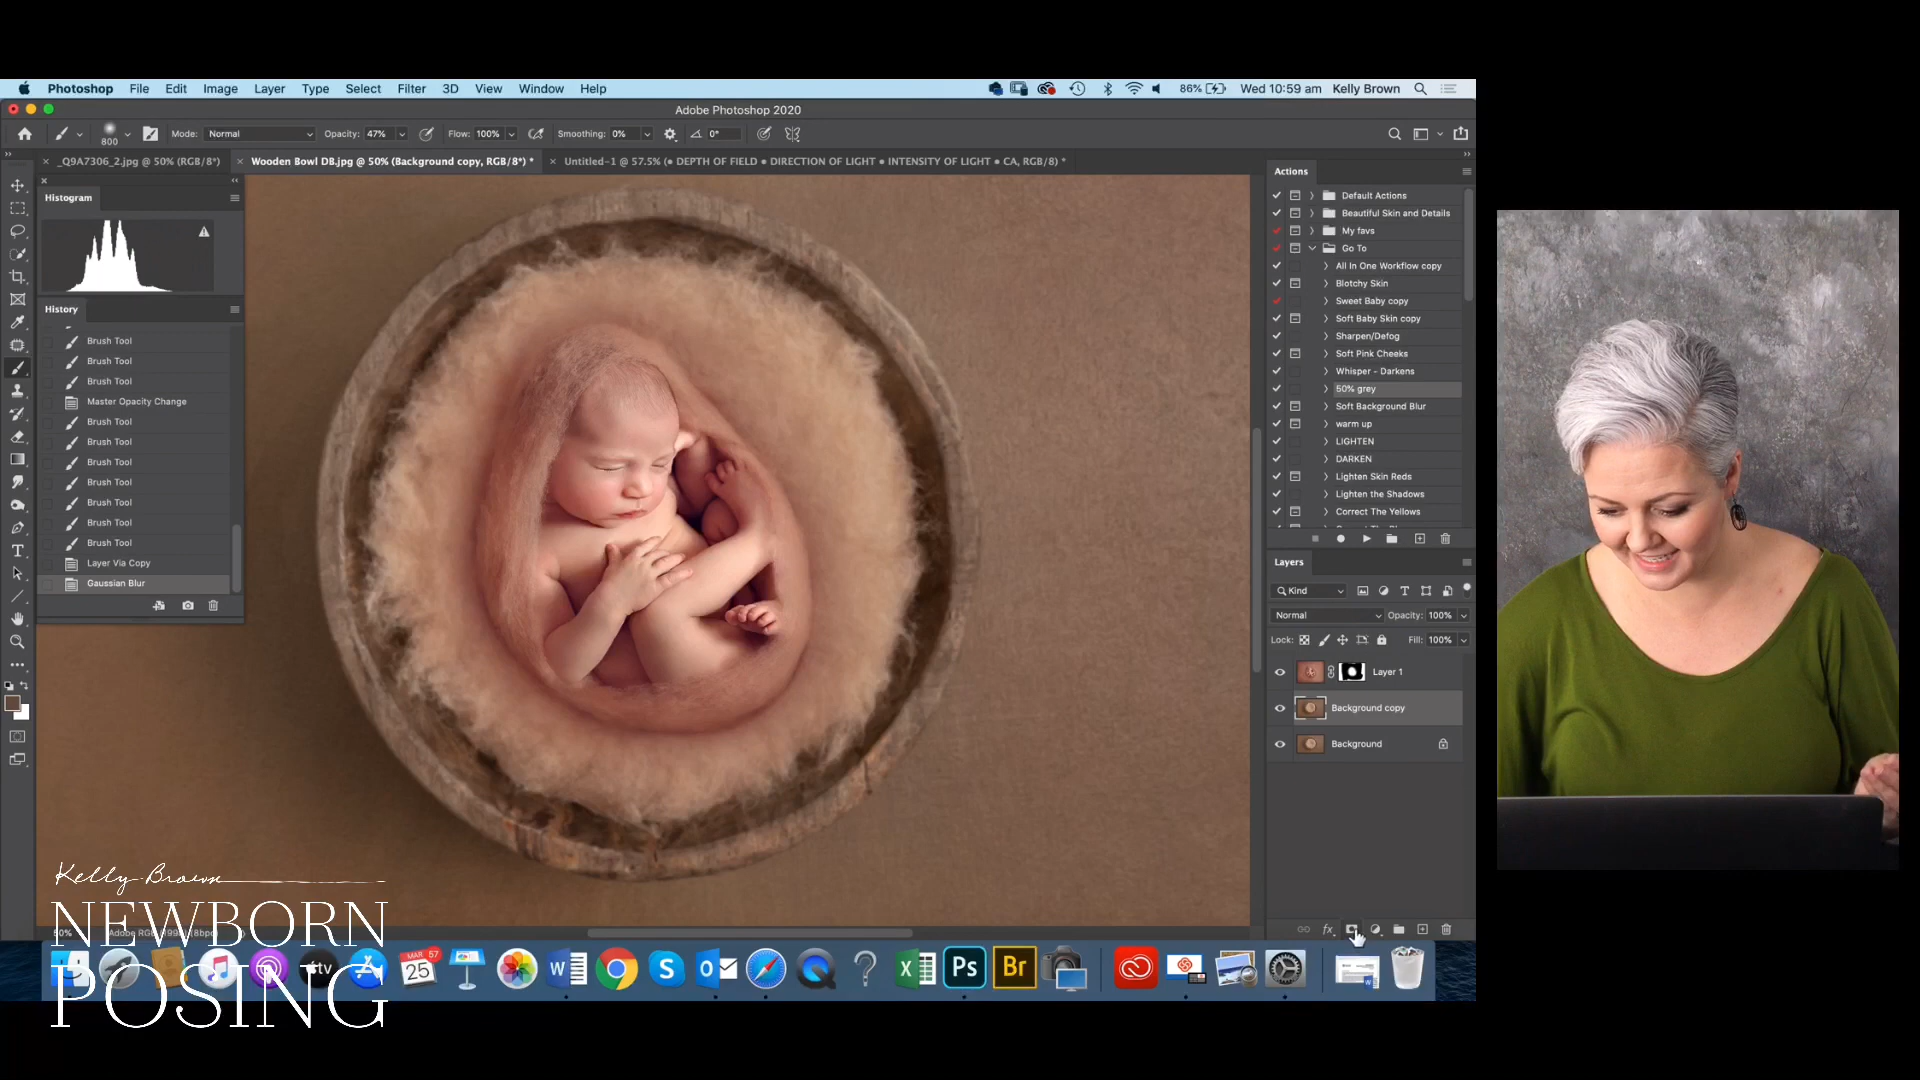 Photoshop File Edit Image Layer Type Select Filter 3D View Window Help 86% Wed 10:59 am Kelly Brown
Adobe Photoshop 2020
800 Mode: Normal Opacity: 47% Flow: 100% Smoothing: 0% 0°
_Q9A7306_2.jpg @ 50% (RGB/8*) Wooden Bowl DB.jpg @ 50% (Background copy, RGB/8*) * Untitled-1 @ 57.5% (● DEPTH OF FIELD ● DIRECTION OF LIGHT ● INTENSITY OF LIGHT ● CA, RGB/8) *
Histogram
History
Brush Tool
Brush Tool
Brush Tool
Master Opacity Change
Brush Tool
Brush Tool
Brush Tool
Brush Tool
Brush Tool
Brush Tool
Brush Tool
Layer Via Copy
Gaussian Blur
Actions
Default Actions
Beautiful Skin and Details
My favs
Go To
All In One Workflow copy
Blotchy Skin
Sweet Baby copy
Soft Baby Skin copy
Sharpen/Defog
Soft Pink Cheeks
Whisper - Darkens
50% grey
Soft Background Blur
warm up
LIGHTEN
DARKEN
Lighten Skin Reds
Lighten the Shadows
Correct The Yellows
Layers
Kind
Normal Opacity: 100%
Lock: Fill: 100%
Layer 1
Background copy
Background
fx
Kelly Brown
NEWBORN
POSING
50%
MAR 57
25
tv
Ps
Br